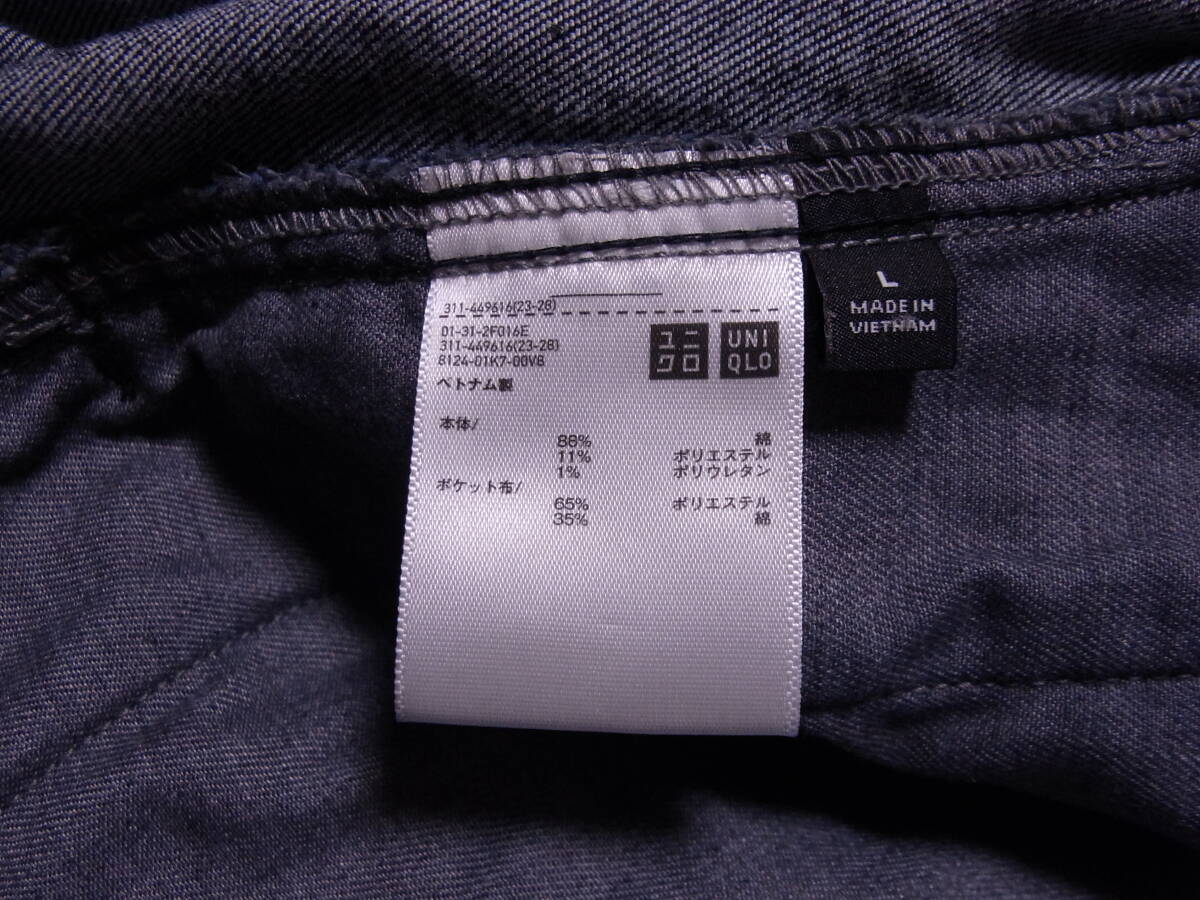 311-449616(23-28)
01-31-2F016E
311-449616(23-28)
8124-01K7-00V8
ベトナム製
ユニ
クロ
UNI
QLO
L
MADE IN
VIETNAM
本体/
88% 綿
11% ポリエステル
1% ポリウレタン
ポケット布/
65% ポリエステル
35% 綿